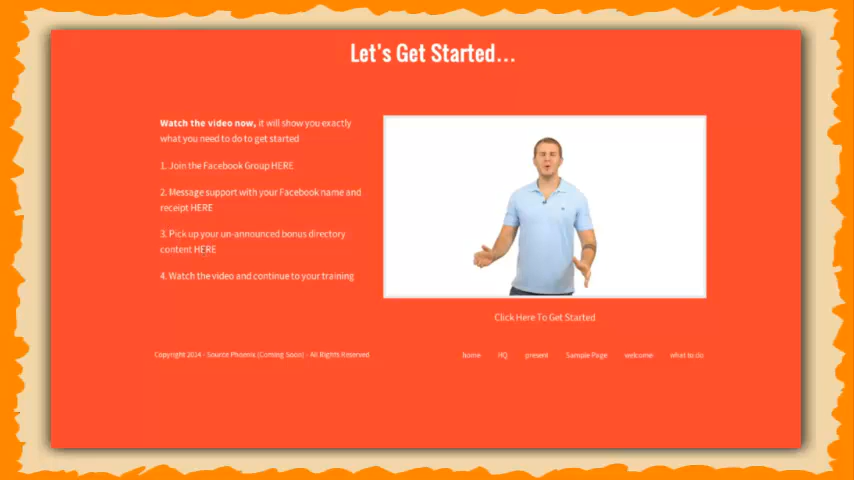 Let's Get Started...
Watch the video now, it will show you exactly
what you need to do to get started
1. Join the Facebook Group HERE
2. Message support with your Facebook name and
receipt HERE
3. Pick up your un-announced bonus directory
content HERE
4. Watch the video and continue to your training
Click Here To Get Started
Copyright 2014 - Source Phoenix (Coming Soon) - All Rights Reserved
home HQ present Sample Page welcome what to do